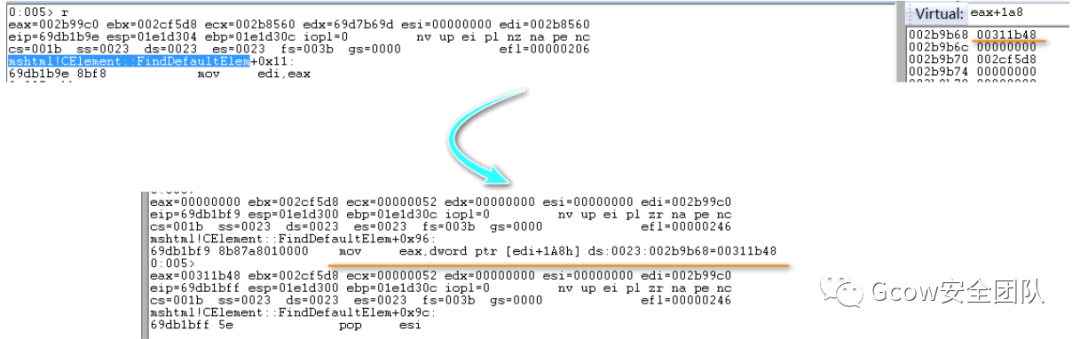 0:005> r
eax=002b99c0 ebx=002cf5d8 ecx=002b8560 edx=69d7b69d esi=00000000 edi=002b8560
eip=69db1b9e esp=01e1d304 ebp=01e1d30c iopl=0 nv up ei pl nz na pe nc
cs=001b ss=0023 ds=0023 es=0023 fs=003b gs=0000 efl=00000206
mshtml!CElement::FindDefaultElem+0x11:
69db1b9e 8bf8 mov edi,eax
Virtual: eax+1a8
002b9b68 00311b48
002b9b6c 00000000
002b9b70 002cf5d8
002b9b74 00000000
eax=00000000 ebx=002cf5d8 ecx=00000052 edx=00000000 esi=00000000 edi=002b99c0
eip=69db1bf9 esp=01e1d300 ebp=01e1d30c iopl=0 nv up ei pl zr na pe nc
cs=001b ss=0023 ds=0023 es=0023 fs=003b gs=0000 efl=00000246
mshtml!CElement::FindDefaultElem+0x96:
69db1bf9 8b87a8010000 mov eax,dword ptr [edi+1A8h] ds:0023:002b9b68=00311b48
0:005>
eax=00311b48 ebx=002cf5d8 ecx=00000052 edx=00000000 esi=00000000 edi=002b99c0
eip=69db1bff esp=01e1d300 ebp=01e1d30c iopl=0 nv up ei pl zr na pe nc
cs=001b ss=0023 ds=0023 es=0023 fs=003b gs=0000 efl=00000246
mshtml!CElement::FindDefaultElem+0x9c:
69db1bff 5e pop esi
Gcow安全团队